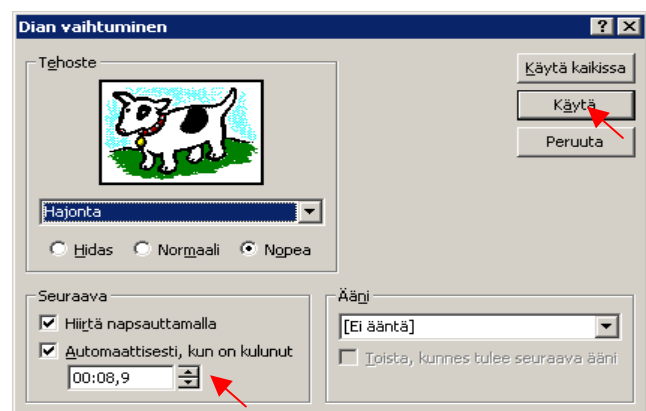 Dian vaihtuminen
Tehoste
Hajonta
Hidas Normaali Nopea
Käytä kaikissa
Käytä
Peruuta
Seuraava
Hiirtä napsauttamalla
Automaattisesti, kun on kulunut
00:08,9
Ääni
[Ei ääntä]
Toista, kunnes tulee seuraava ääni